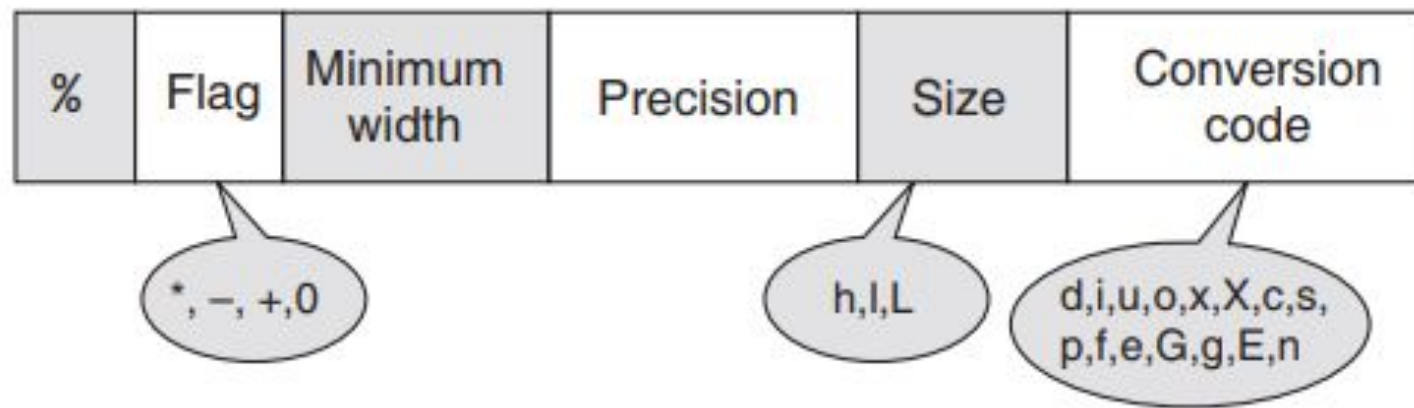 %
Flag
Minimum
width
Precision
Size
Conversion
code
*, –, +,0
h,l,L
d,i,u,o,x,X,c,s,
p,f,e,G,g,E,n